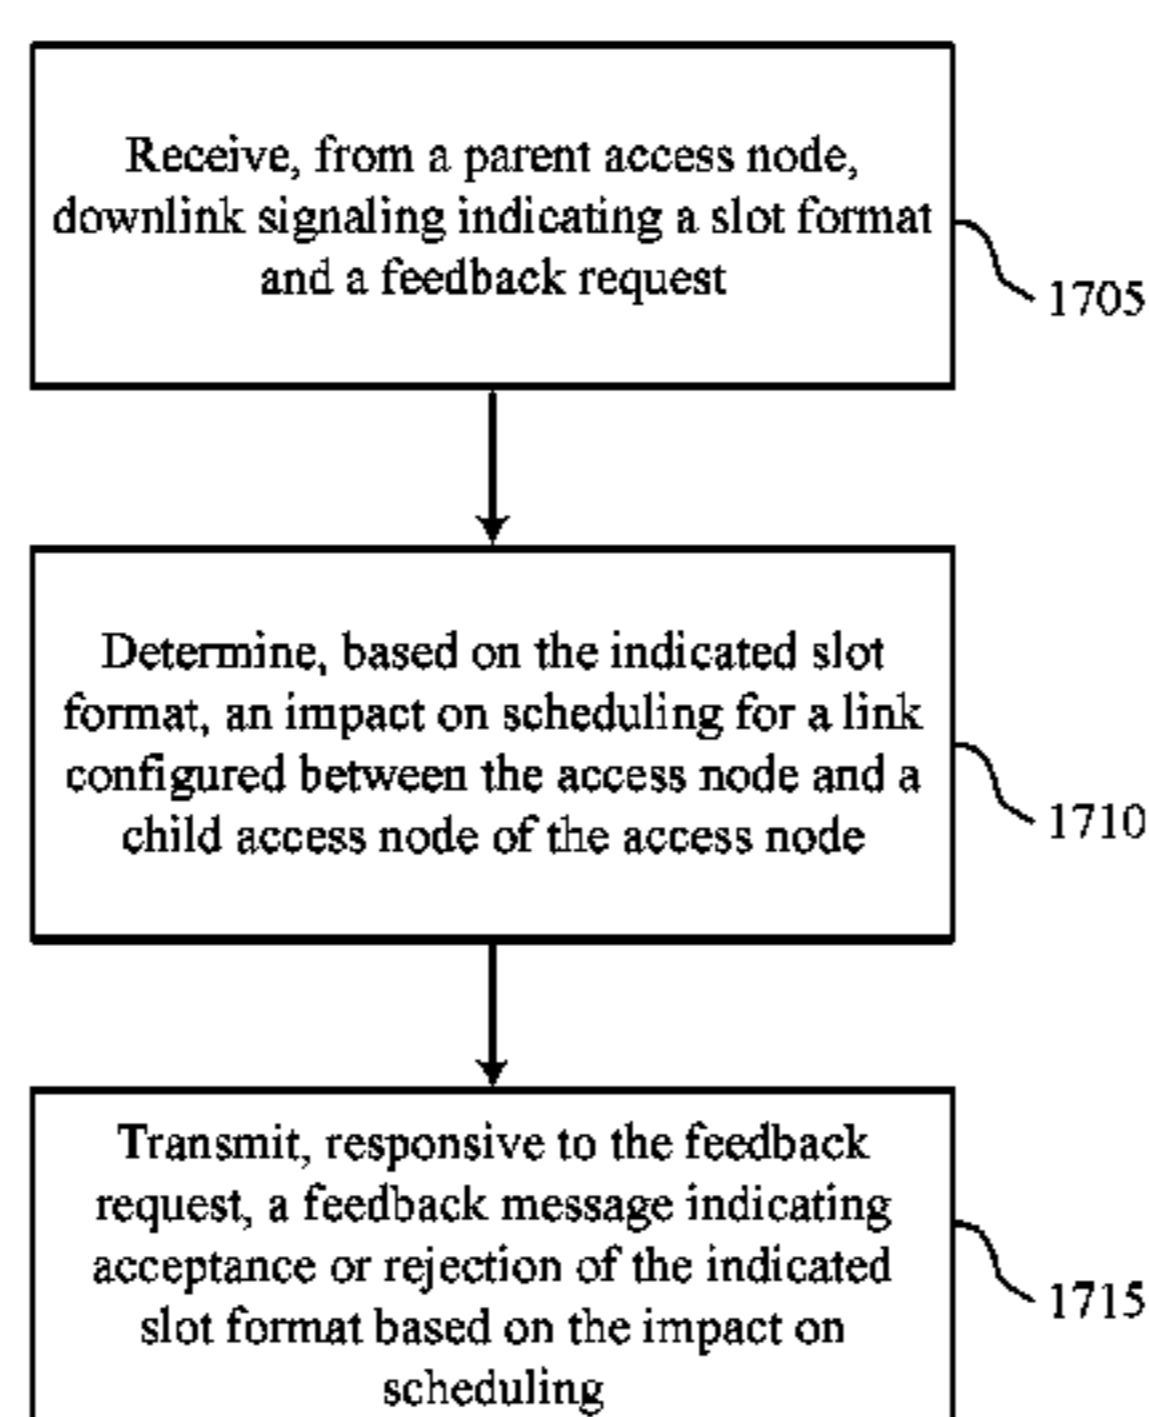 Receive, from a parent access node,
downlink signaling indicating a slot format
and a feedback request
1705
Determine, based on the indicated slot
format, an impact on scheduling for a link
configured between the access node and a
child access node of the access node
1710
Transmit, responsive to the feedback
request, a feedback message indicating
acceptance or rejection of the indicated
slot format based on the impact on
scheduling
1715